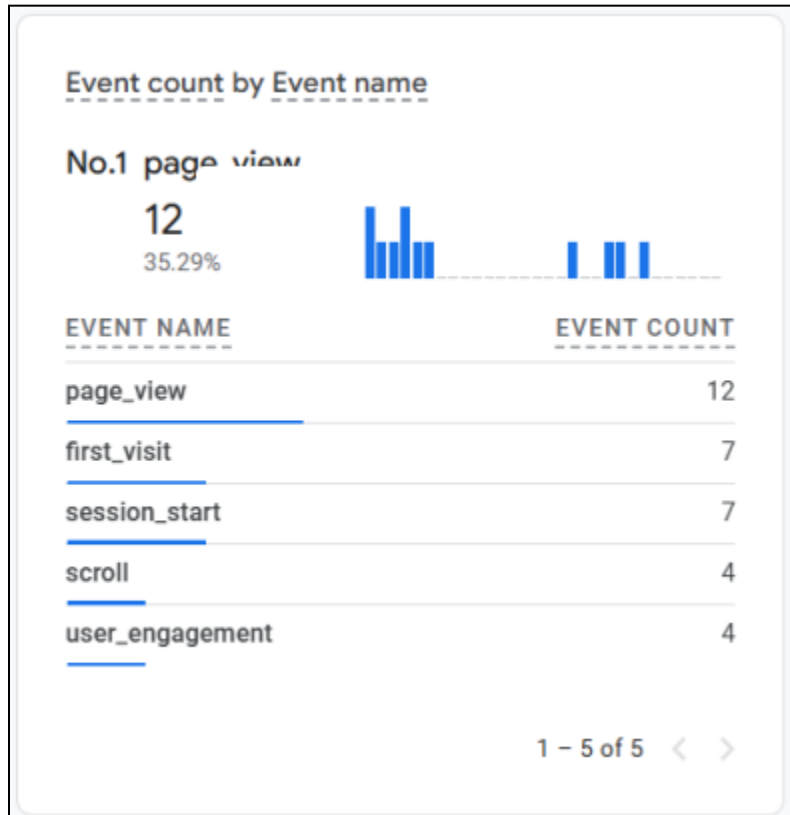 Event count by Event name
No.1 page_view
12
35.29%
EVENT NAME EVENT COUNT
page_view 12
first_visit 7
session_start 7
scroll 4
user_engagement 4
1 – 5 of 5